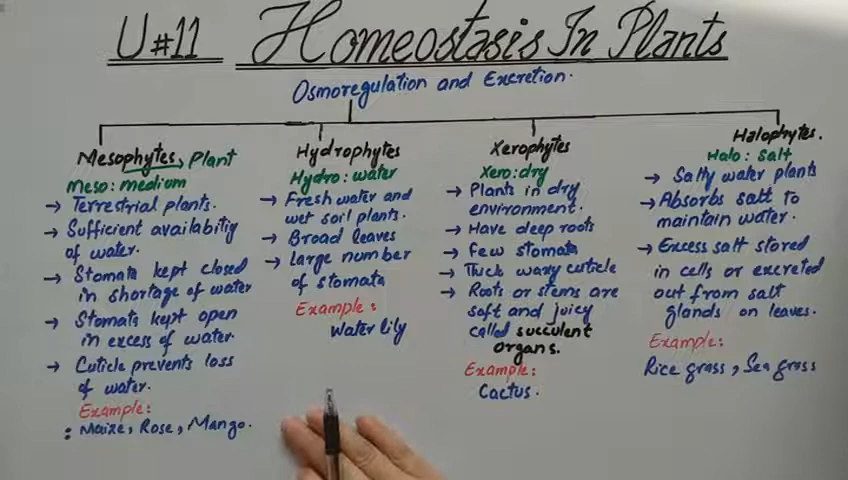 U#11 Homeostasis In Plants
Osmoregulation and Excretion.
Mesophytes, Plant
Meso: medium
→ Terrestrial plants.
→ Sufficient availability
of water.
→ Stomata kept closed
in shortage of water
→ Stomata kept open
in excess of water.
→ Cuticle prevents loss
of water.
Example:
: Maize, Rose, Mango.
Hydrophytes
Hydro: water
→ Fresh water and
wet soil plants.
→ Broad leaves
→ Large number
of stomata
Example:
Water lily
Xerophytes
Xero: dry
→ Plants in dry
environment.
→ Have deep roots
→ few stomata
→ Thick waxy cuticle
→ Roots or stems are
soft and juicy
called succulent
organs.
Example:
Cactus.
Halophytes.
Halo: salt
→ Salty water plants
→ Absorbs salt to
maintain water.
→ Excess salt stored
in cells or excreted
out from salt
glands on leaves.
Example:
Rice grass, Sea grass